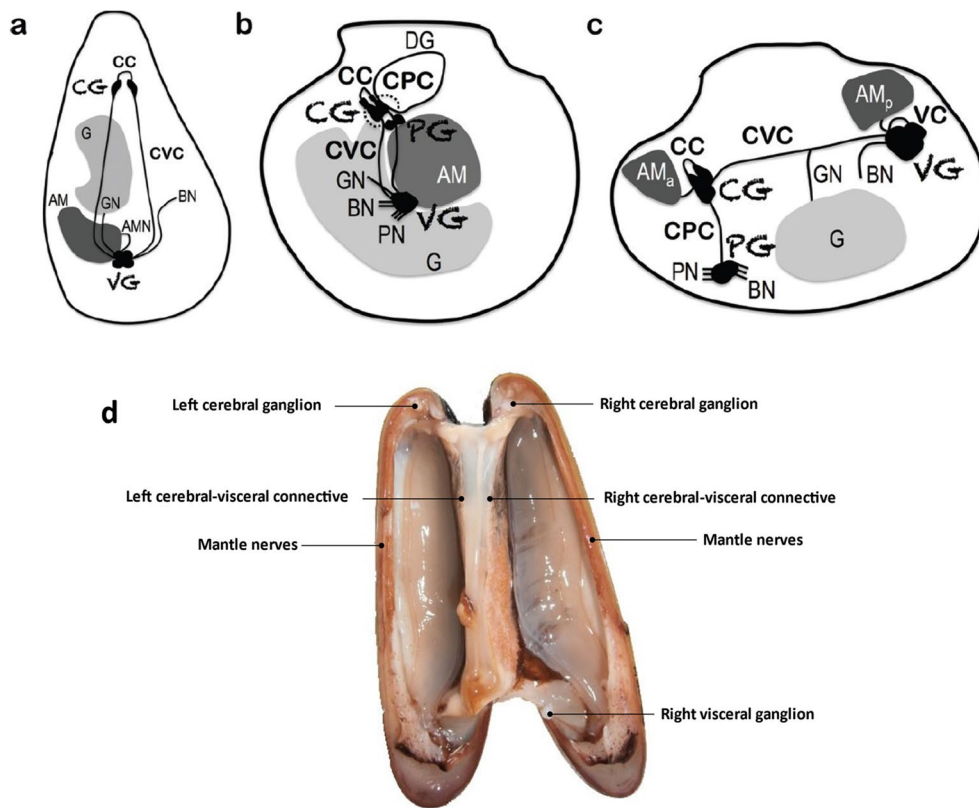 a
CC
CG
G
CVC
AM
GN
BN
AMN
VG
b
DG
CC
CPC
CG
PG
CVC
AM
GN
BN
VG
PN
G
c
AMp
VC
CC
CVC
AMa
VG
CG
GN
BN
CPC
PG
G
PN
BN
d
Left cerebral ganglion
Right cerebral ganglion
Left cerebral-visceral connective
Right cerebral-visceral connective
Mantle nerves
Mantle nerves
Right visceral ganglion